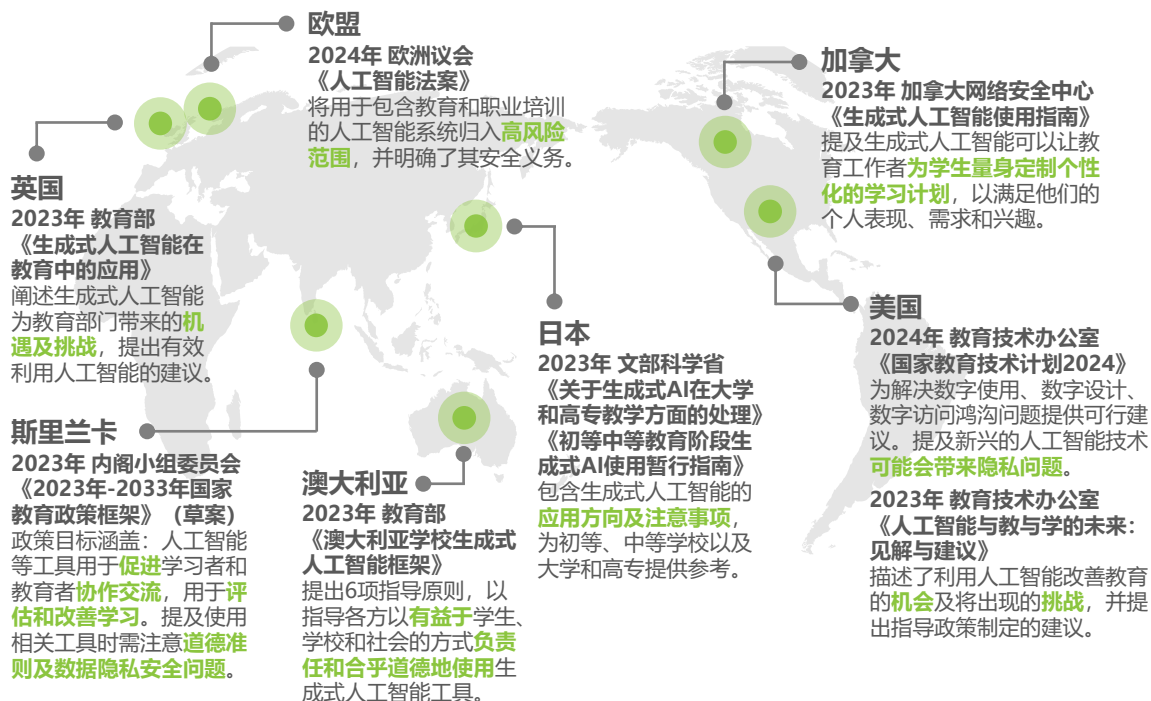 欧盟
2024年 欧洲议会
《人工智能法案》
将用于包含教育和职业培训
的人工智能系统归入高风险
范围，并明确了其安全义务。
加拿大
2023年 加拿大网络安全中心
《生成式人工智能使用指南》
提及生成式人工智能可以让教
育工作者为学生量身定制个性
化的学习计划，以满足他们的
个人表现、需求和兴趣。
英国
2023年 教育部
《生成式人工智能在
教育中的应用》
阐述生成式人工智能
为教育部门带来的机
遇及挑战，提出有效
利用人工智能的建议。
日本
2023年 文部科学省
《关于生成式AI在大学
和高专教学方面的处理》
《初等中等教育阶段生
成式AI使用暂行指南》
包含生成式人工智能的
应用方向及注意事项，
为初等、中等学校以及
大学和高专提供参考。
美国
2024年 教育技术办公室
《国家教育技术计划2024》
为解决数字使用、数字设计、
数字访问鸿沟问题提供可行建
议。提及新兴的人工智能技术
可能会带来隐私问题。
2023年 教育技术办公室
《人工智能与教与学的未来：
见解与建议》
描述了利用人工智能改善教育
的机会及将出现的挑战，并提
出指导政策制定的建议。
斯里兰卡
2023年 内阁小组委员会
《2023年-2033年国家
教育政策框架》（草案）
政策目标涵盖：人工智能
等工具用于促进学习者和
教育者协作交流，用于评
估和改善学习。提及使用
相关工具时需注意道德准
则及数据隐私安全问题。
澳大利亚
2023年 教育部
《澳大利亚学校生成式
人工智能框架》
提出6项指导原则，以
指导各方以有益于学生、
学校和社会的方式负责
任和合乎道德地使用生
成式人工智能工具。